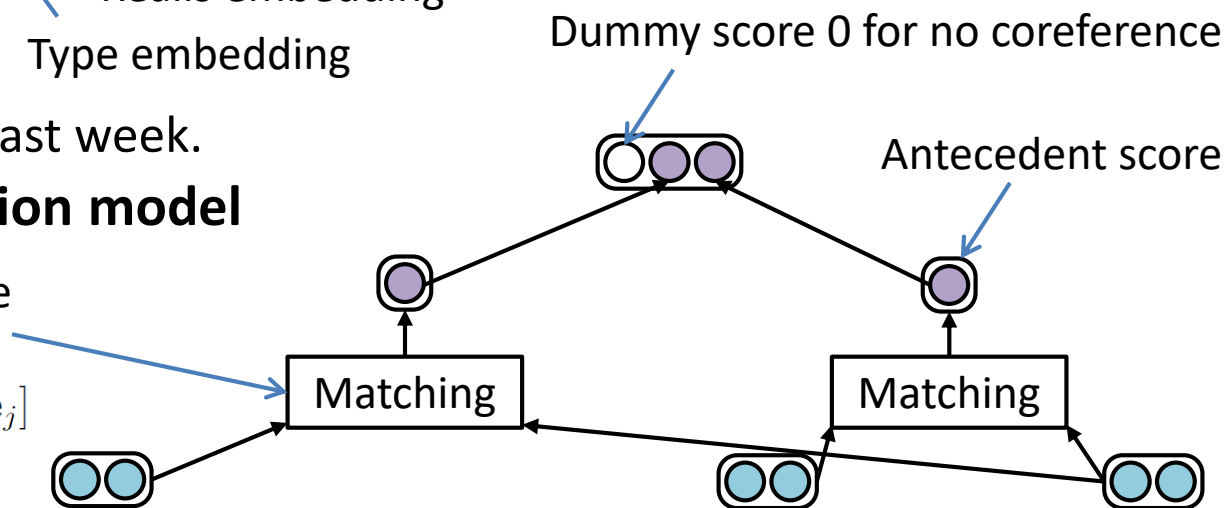 Type embedding
Dummy score 0 for no coreference
ast week.
Antecedent score
ion model
e
Matching
Matching
j]